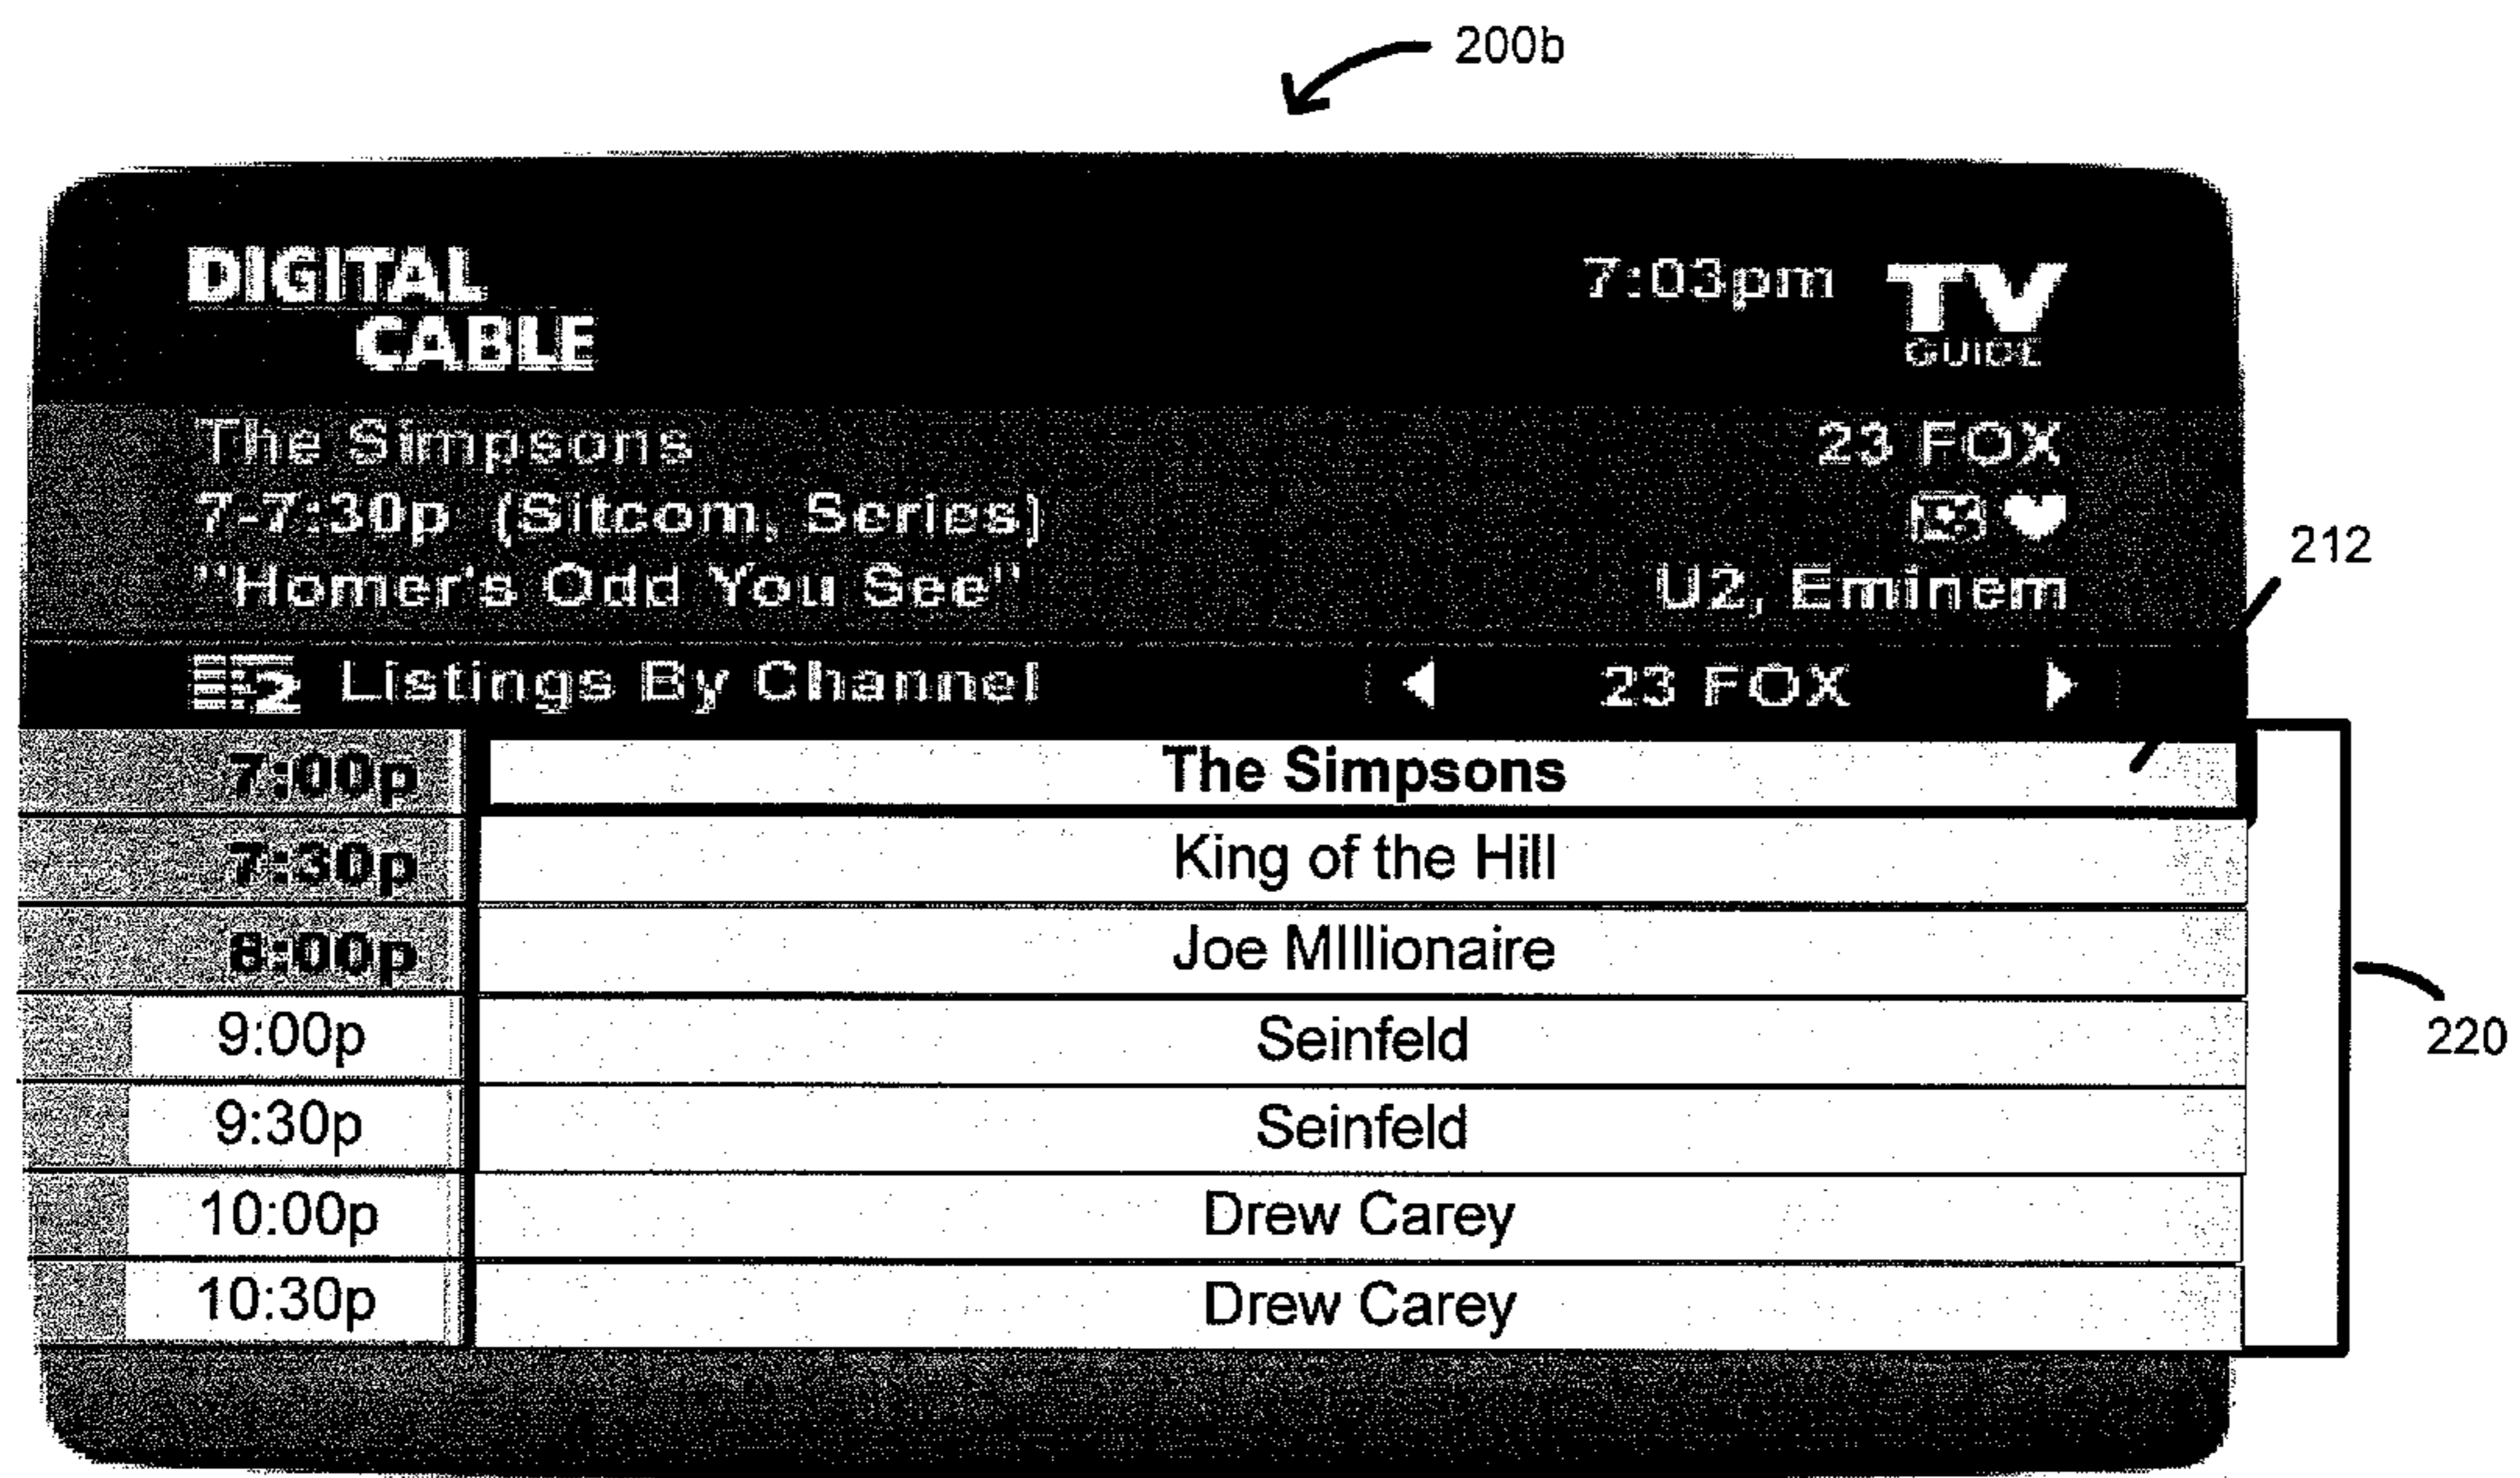 200b
DIGITAL
CABLE
7:03pm
TV
GUIDE
The Simpsons
23 FOX
7-7:30p (Sitcom, Series)
"Homer's Odd You See"
U2, Eminem
212
Listings By Channel
23 FOX
7:00p The Simpsons
7:30p King of the Hill
8:00p Joe MIllionaire
9:00p Seinfeld
9:30p Seinfeld
10:00p Drew Carey
10:30p Drew Carey
220